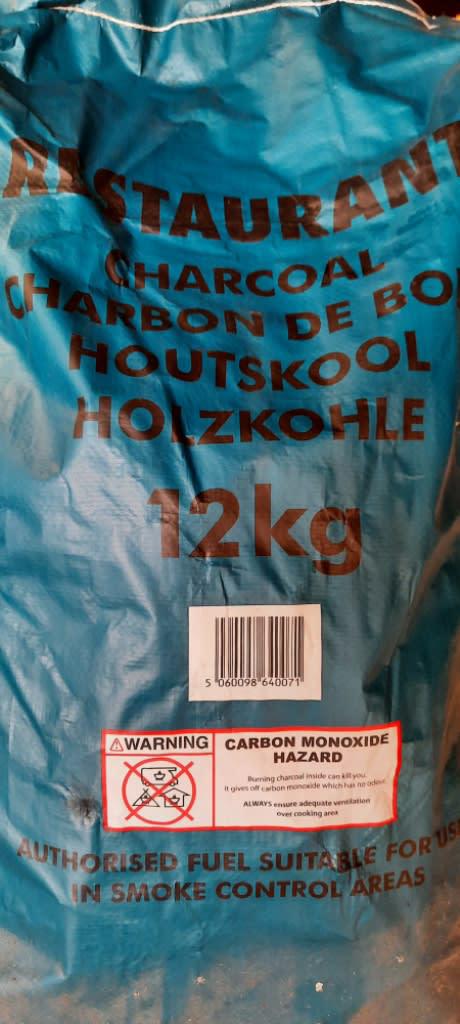 RESTAURANT
CHARCOAL
CHARBON DE BO
HOUTSKOOL
HOLZKOHLE
12kg
5 060098 640071
WARNING
CARBON MONOXIDE
HAZARD
Burning charcoal inside can kill you.
It gives off carbon monoxide which has no odour.
ALWAYS ensure adequate ventilation
over cooking area
AUTHORISED FUEL SUITABLE FOR USE
IN SMOKE CONTROL AREAS